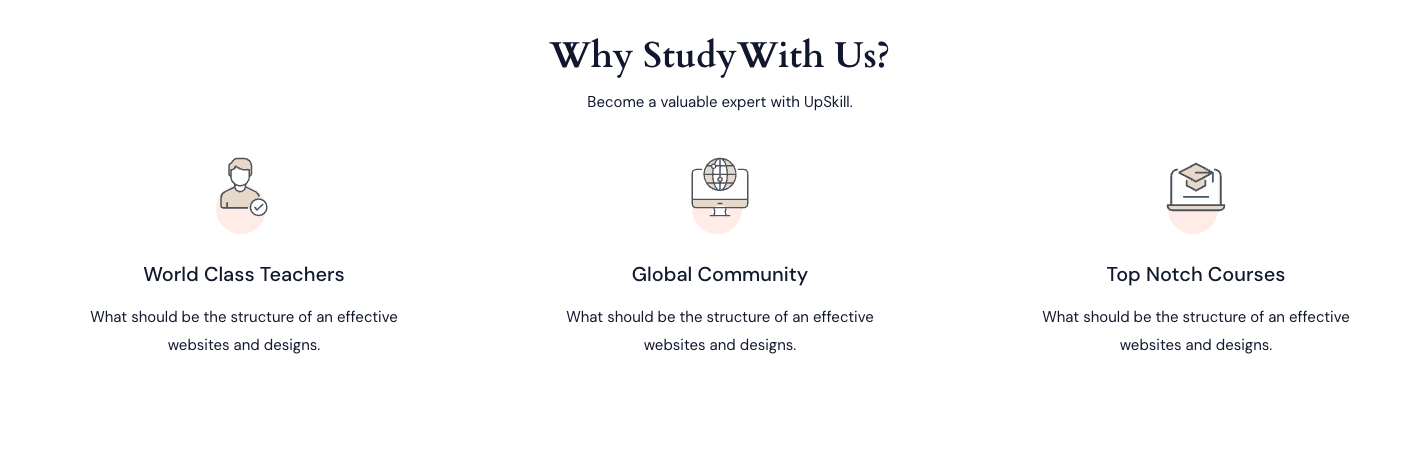 Why StudyWith Us?
Become a valuable expert with UpSkill.
World Class Teachers
What should be the structure of an effective
websites and designs.
Global Community
What should be the structure of an effective
websites and designs.
Top Notch Courses
What should be the structure of an effective
websites and designs.